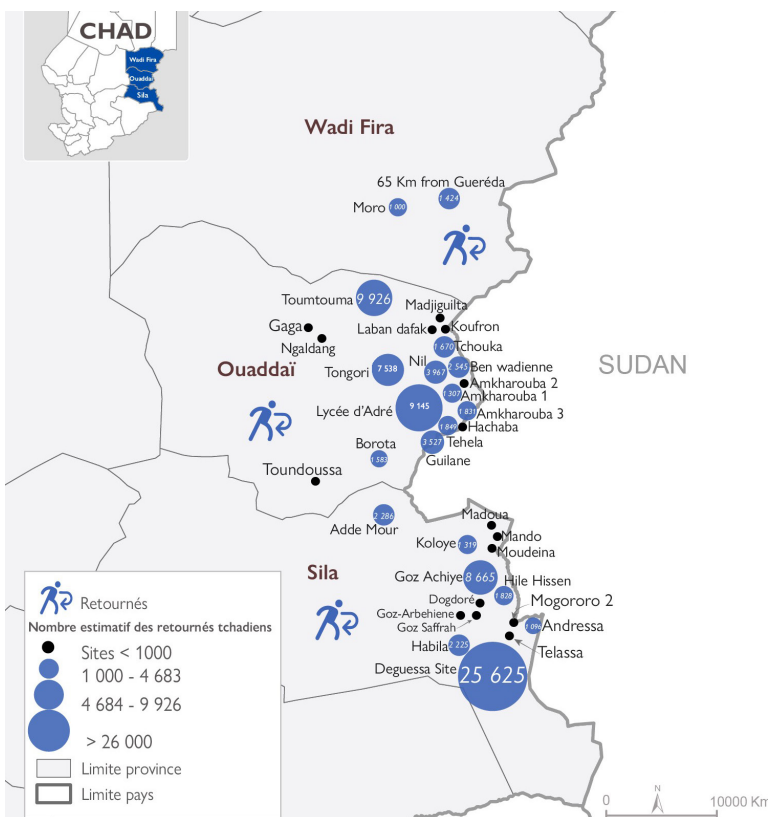 CHAD
Wadi Fira
Ouaddaï
Sila
Wadi Fira
65 Km from Gueréda
1 424
Moro
1 000
Toumtouma
9 926
Madjiguilta
Gaga
Laban dafak
Koufron
Ngaldang
1 670
Tchouka
Ouaddaï
Nil
Tongori
7 538
3 967
2 545
Ben wadienne
SUDAN
Amkharouba 2
1 307
Amkharouba 1
Lycée d'Adré
9 145
1 831
Amkharouba 3
1 849
Hachaba
Borota
3 527
Tehela
1 583
Guilane
Toundoussa
2 286
Adde Mour
Madoua
Mando
Koloye
1 319
Moudeina
Sila
Goz Achiye
8 665
Hile Hissen
1 828
Dogdoré
Mogororo 2
Goz-Arbehiene
Goz Saffrah
1 096
Andressa
Habila
2 225
Telassa
Deguessa Site
25 625
Retournés
Nombre estimatif des retournés tchadiens
Sites < 1000
1 000 - 4 683
4 684 - 9 926
> 26 000
Limite province
Limite pays
N
0
10000 Km